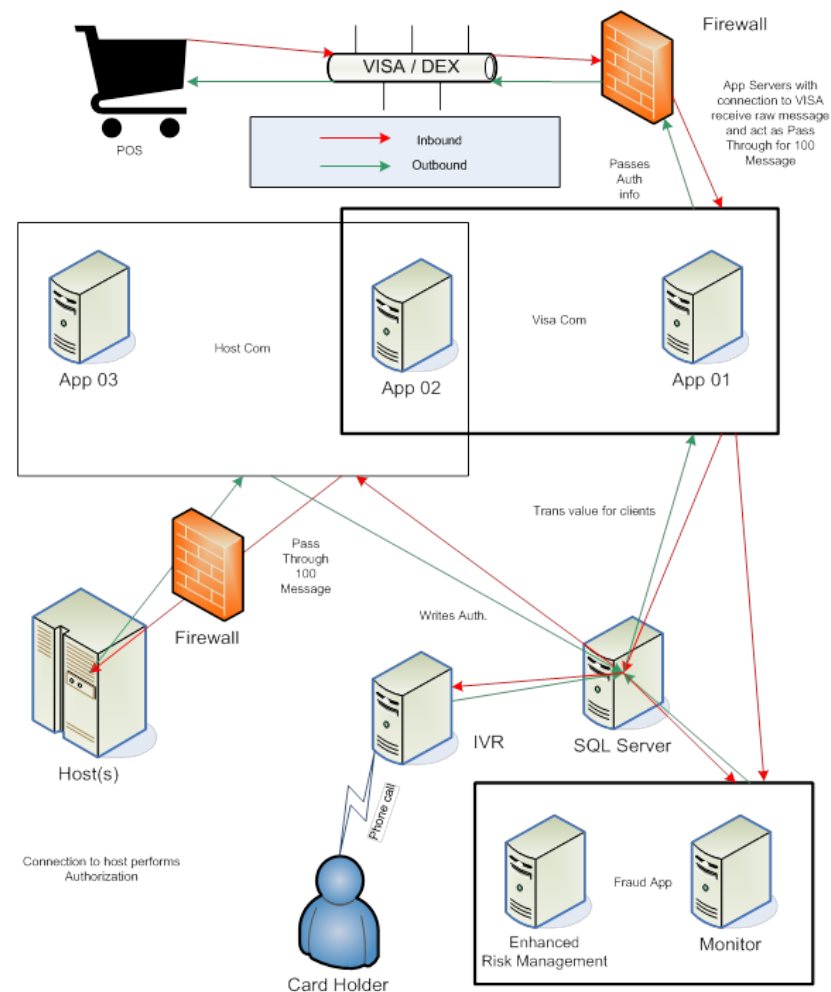 Firewall
VISA / DEX
App Servers with
connection to VISA
receive raw message
and act as Pass
Through for 100
Message
POS
Inbound
Outbound
Passes
Auth
info
App 03
Host Com
App 02
Visa Com
App 01
Trans value for clients
Pass
Through
100
Message
Firewall
Writes Auth.
Host(s)
IVR
SQL Server
Phone call
Connection to host performs
Authorization
Fraud App
Enhanced
Risk Management
Monitor
Card Holder